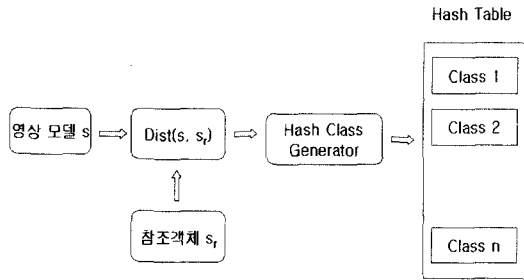 Hash Table
Class 1
영상 모델 s
Dist(s, sᵣ)
Hash Class
Generator
Class 2
참조객체 sᵣ
Class n